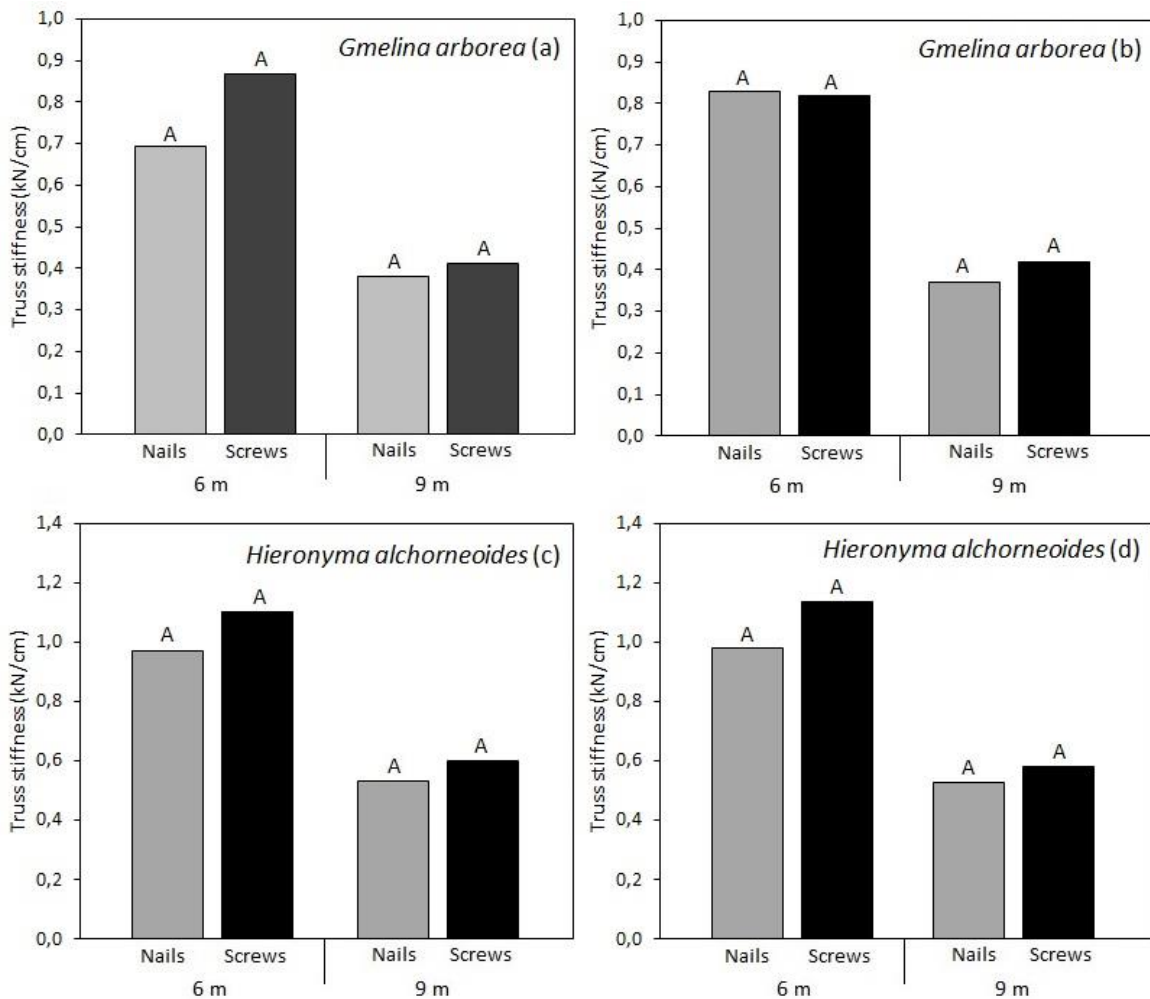 Gmelina arborea (a)
Truss stiffness (kN/cm)
1,0
0,9
0,8
0,7
0,6
0,5
0,4
0,3
0,2
0,1
0,0
A
A
A
A
Nails Screws Nails Screws
6 m 9 m
Gmelina arborea (b)
Truss stiffness (kN/cm)
1,0
0,9
0,8
0,7
0,6
0,5
0,4
0,3
0,2
0,1
0,0
A
A
A
A
Nails Screws Nails Screws
6 m 9 m
Hieronyma alchorneoides (c)
Truss stiffness (kN/cm)
1,4
1,2
1,0
0,8
0,6
0,4
0,2
0,0
A
A
A
A
Nails Screws Nails Screws
6 m 9 m
Hieronyma alchorneoides (d)
Truss stiffness (kN/cm)
1,4
1,2
1,0
0,8
0,6
0,4
0,2
0,0
A
A
A
A
Nails Screws Nails Screws
6 m 9 m